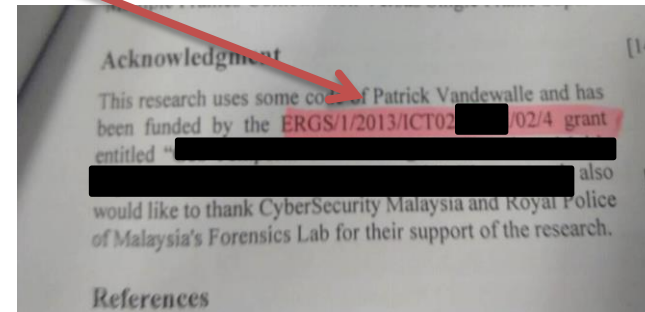 Acknowledgment
[1
This research uses some code of Patrick Vandewalle and has
been funded by the ERGS/1/2013/ICT02 /02/4 grant
entitled "
also
would like to thank CyberSecurity Malaysia and Royal Police
of Malaysia's Forensics Lab for their support of the research.
References